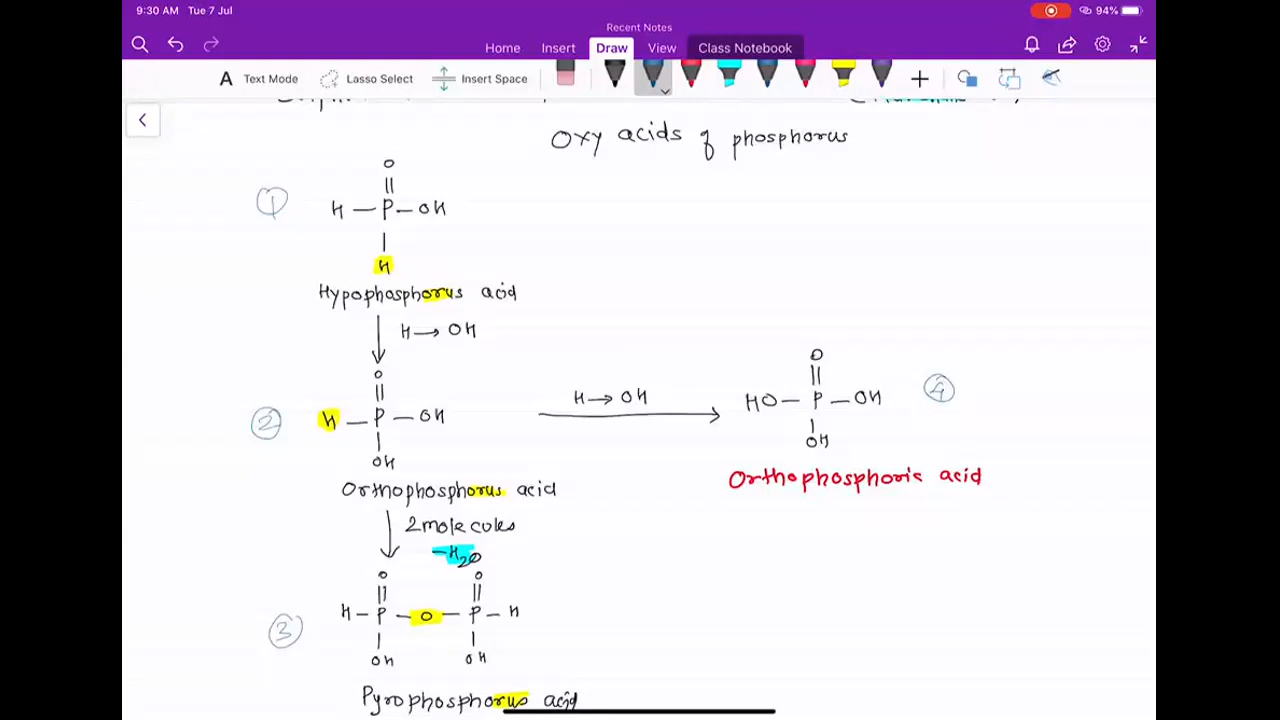 9:30 AM Tue 7 Jul
94%
Recent Notes
Home Insert Draw View Class Notebook
Text Mode Lasso Select Insert Space
Oxy acids of phosphorus
①
O
||
H — P — OH
|
H
Hypophosphorus acid
H → OH
②
O
||
H — P — OH
|
OH
Orthophosphorus acid
H → OH
O
||
HO — P — OH
|
OH
④
Orthophosphoric acid
2 molecules
- H2O
③
O O
|| ||
H — P — O — P — H
| |
OH OH
Pyrophosphorus acid